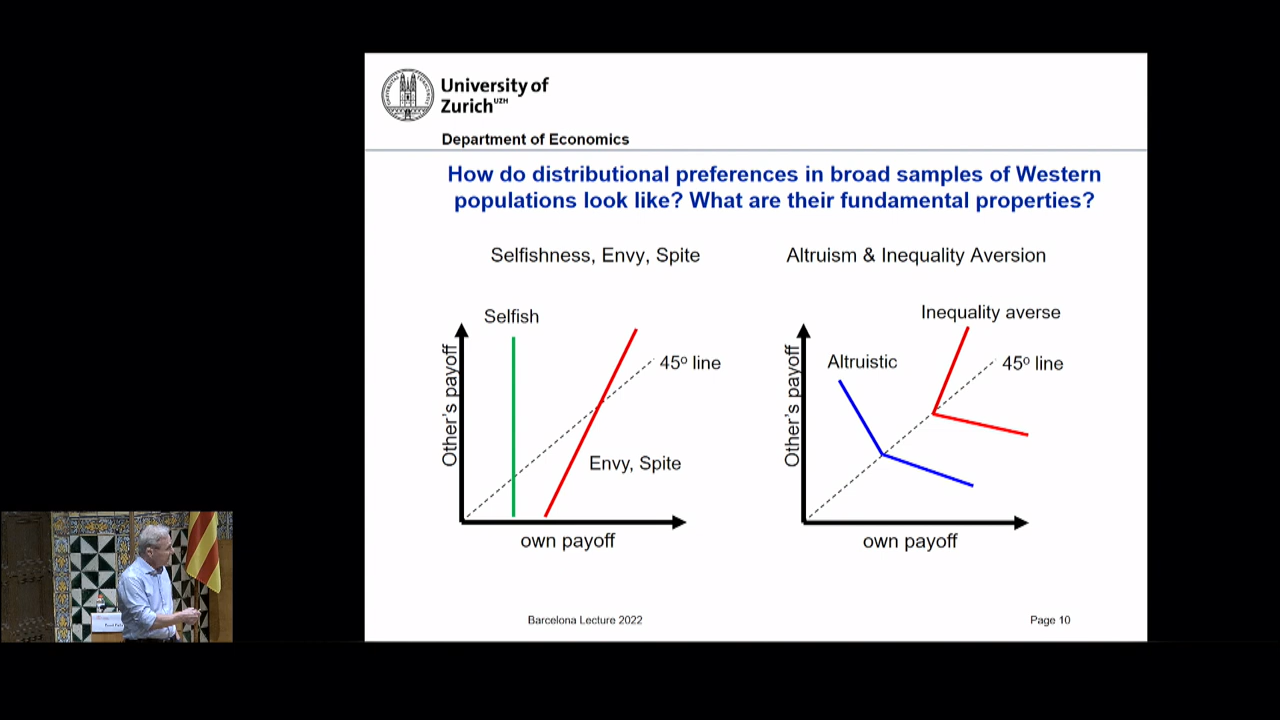 University of
Zurich UZH
Department of Economics
How do distributional preferences in broad samples of Western
populations look like? What are their fundamental properties?
Selfishness, Envy, Spite
Altruism & Inequality Aversion
Selfish
45º line
Envy, Spite
Other's payoff
own payoff
Inequality averse
Altruistic
45º line
Other's payoff
own payoff
Barcelona Lecture 2022
Page 10